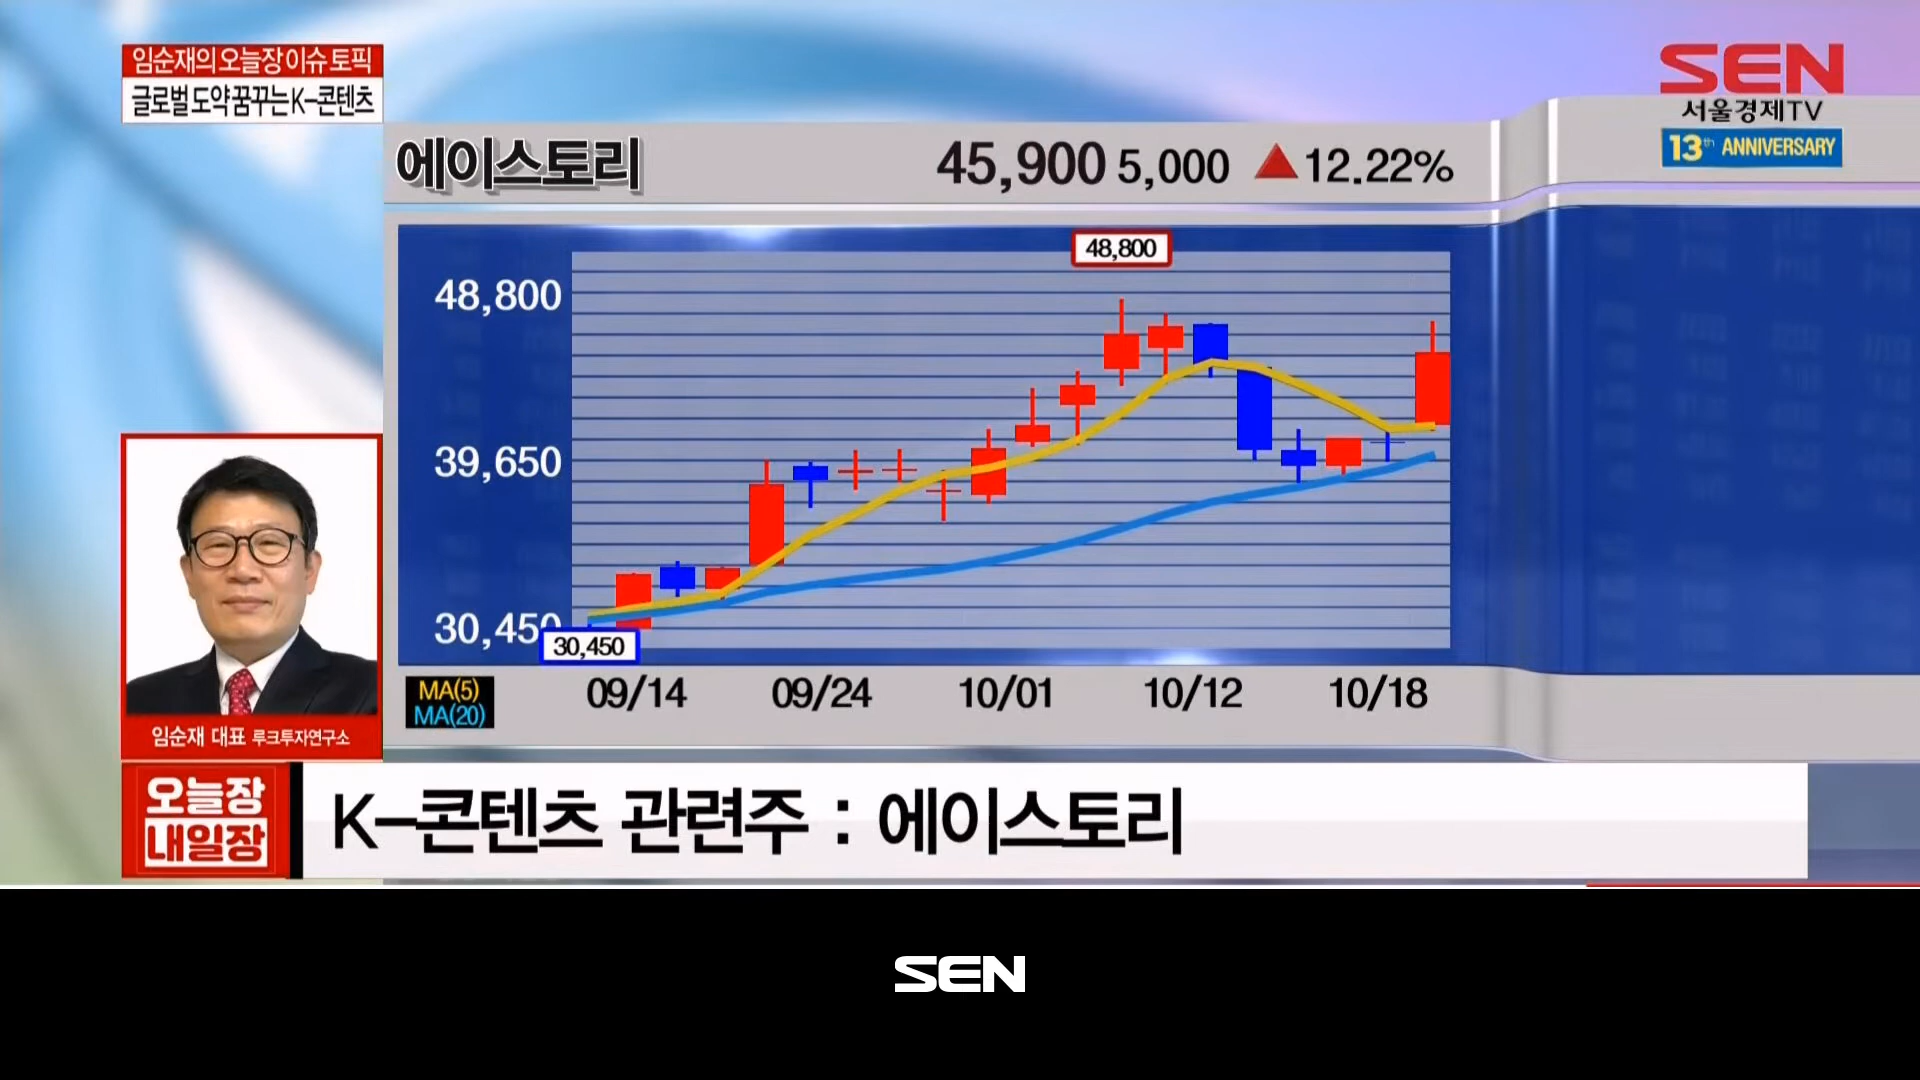 임순재의 오늘장 이슈 토픽
글로벌 도약 꿈꾸는 K-콘텐츠
SEN
서울경제TV
13th ANNIVERSARY
에이스토리 45,900 5,000 ▲12.22%
48,800
48,800
39,650
30,450
30,450
MA(5)
MA(20)
09/14 09/24 10/01 10/12 10/18
임순재 대표 루크투자연구소
오늘장
내일장
K-콘텐츠 관련주 : 에이스토리
SEN